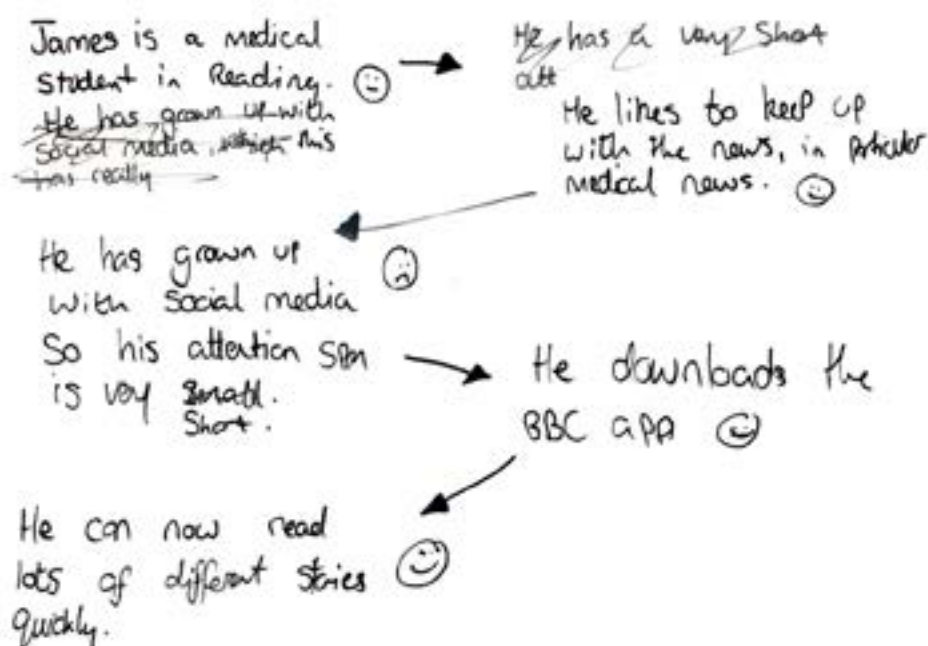 James is a medical
Student in Reading.
He has grown up with
Social media, this
has really
He has a very Short
att
He likes to keep up
with the news, in particular
medical news.
He has grown up
with Social media
So his attention span
is very Small.
Short.
He downloads the
BBC app
He can now read
lots of different stories
quickly.